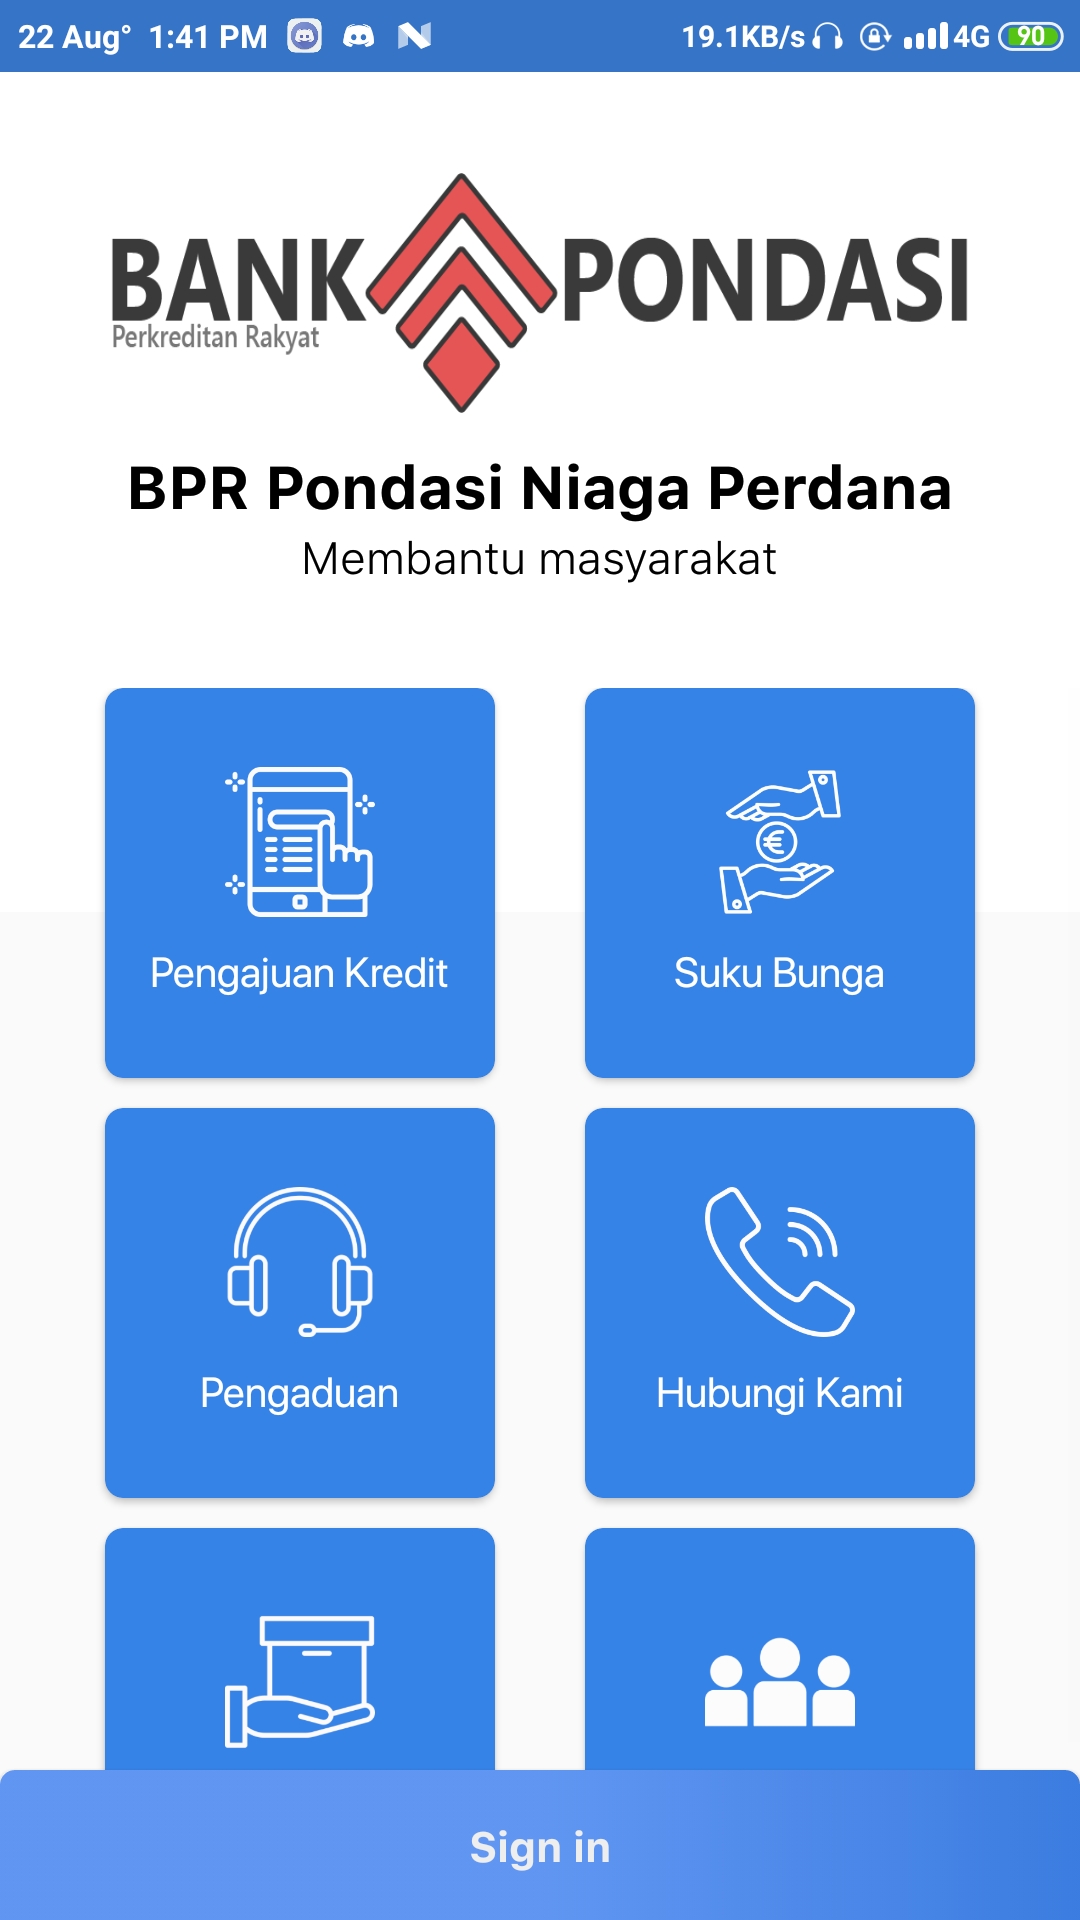 22 Aug° 1:41 PM 19.1KB/s 4G 90
BANK PONDASI
Perkreditan Rakyat
BPR Pondasi Niaga Perdana
Membantu masyarakat
Pengajuan Kredit
Suku Bunga
Pengaduan
Hubungi Kami
Sign in